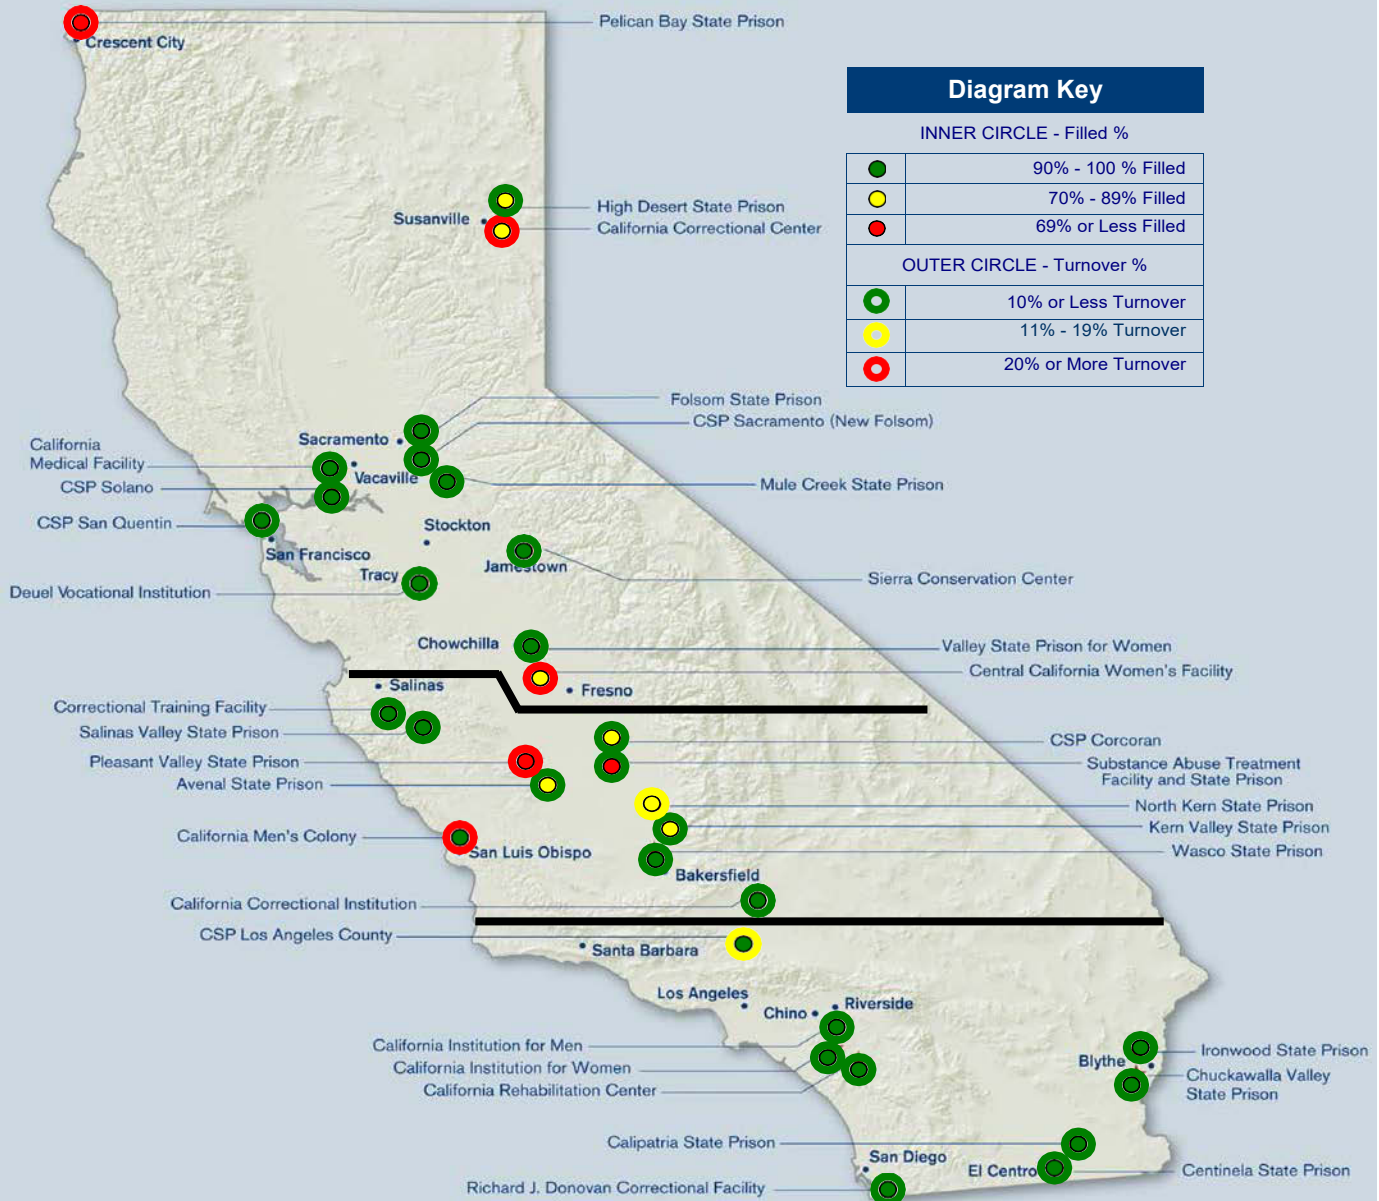 Pelican Bay State Prison
Crescent City
Diagram Key
INNER CIRCLE - Filled %
90% - 100 % Filled
70% - 89% Filled
69% or Less Filled
OUTER CIRCLE - Turnover %
10% or Less Turnover
11% - 19% Turnover
20% or More Turnover
High Desert State Prison
Susanville
California Correctional Center
Folsom State Prison
CSP Sacramento (New Folsom)
Sacramento
California
Medical Facility
Vacaville
CSP Solano
Mule Creek State Prison
CSP San Quentin
Stockton
San Francisco
Jamestown
Tracy
Sierra Conservation Center
Deuel Vocational Institution
Chowchilla
Valley State Prison for Women
Central California Women's Facility
Salinas
Fresno
Correctional Training Facility
Salinas Valley State Prison
CSP Corcoran
Pleasant Valley State Prison
Substance Abuse Treatment
Facility and State Prison
Avenal State Prison
North Kern State Prison
Kern Valley State Prison
California Men's Colony
San Luis Obispo
Wasco State Prison
Bakersfield
California Correctional Institution
CSP Los Angeles County
Santa Barbara
Los Angeles
Chino
Riverside
California Institution for Men
California Institution for Women
California Rehabilitation Center
Blythe
Ironwood State Prison
Chuckawalla Valley
State Prison
Calipatria State Prison
San Diego
El Centro
Centinela State Prison
Richard J. Donovan Correctional Facility